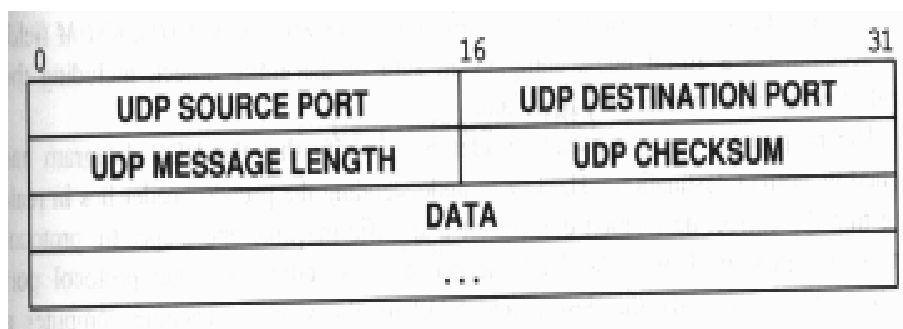 0 16 31
UDP SOURCE PORT UDP DESTINATION PORT
UDP MESSAGE LENGTH UDP CHECKSUM
DATA
. . .